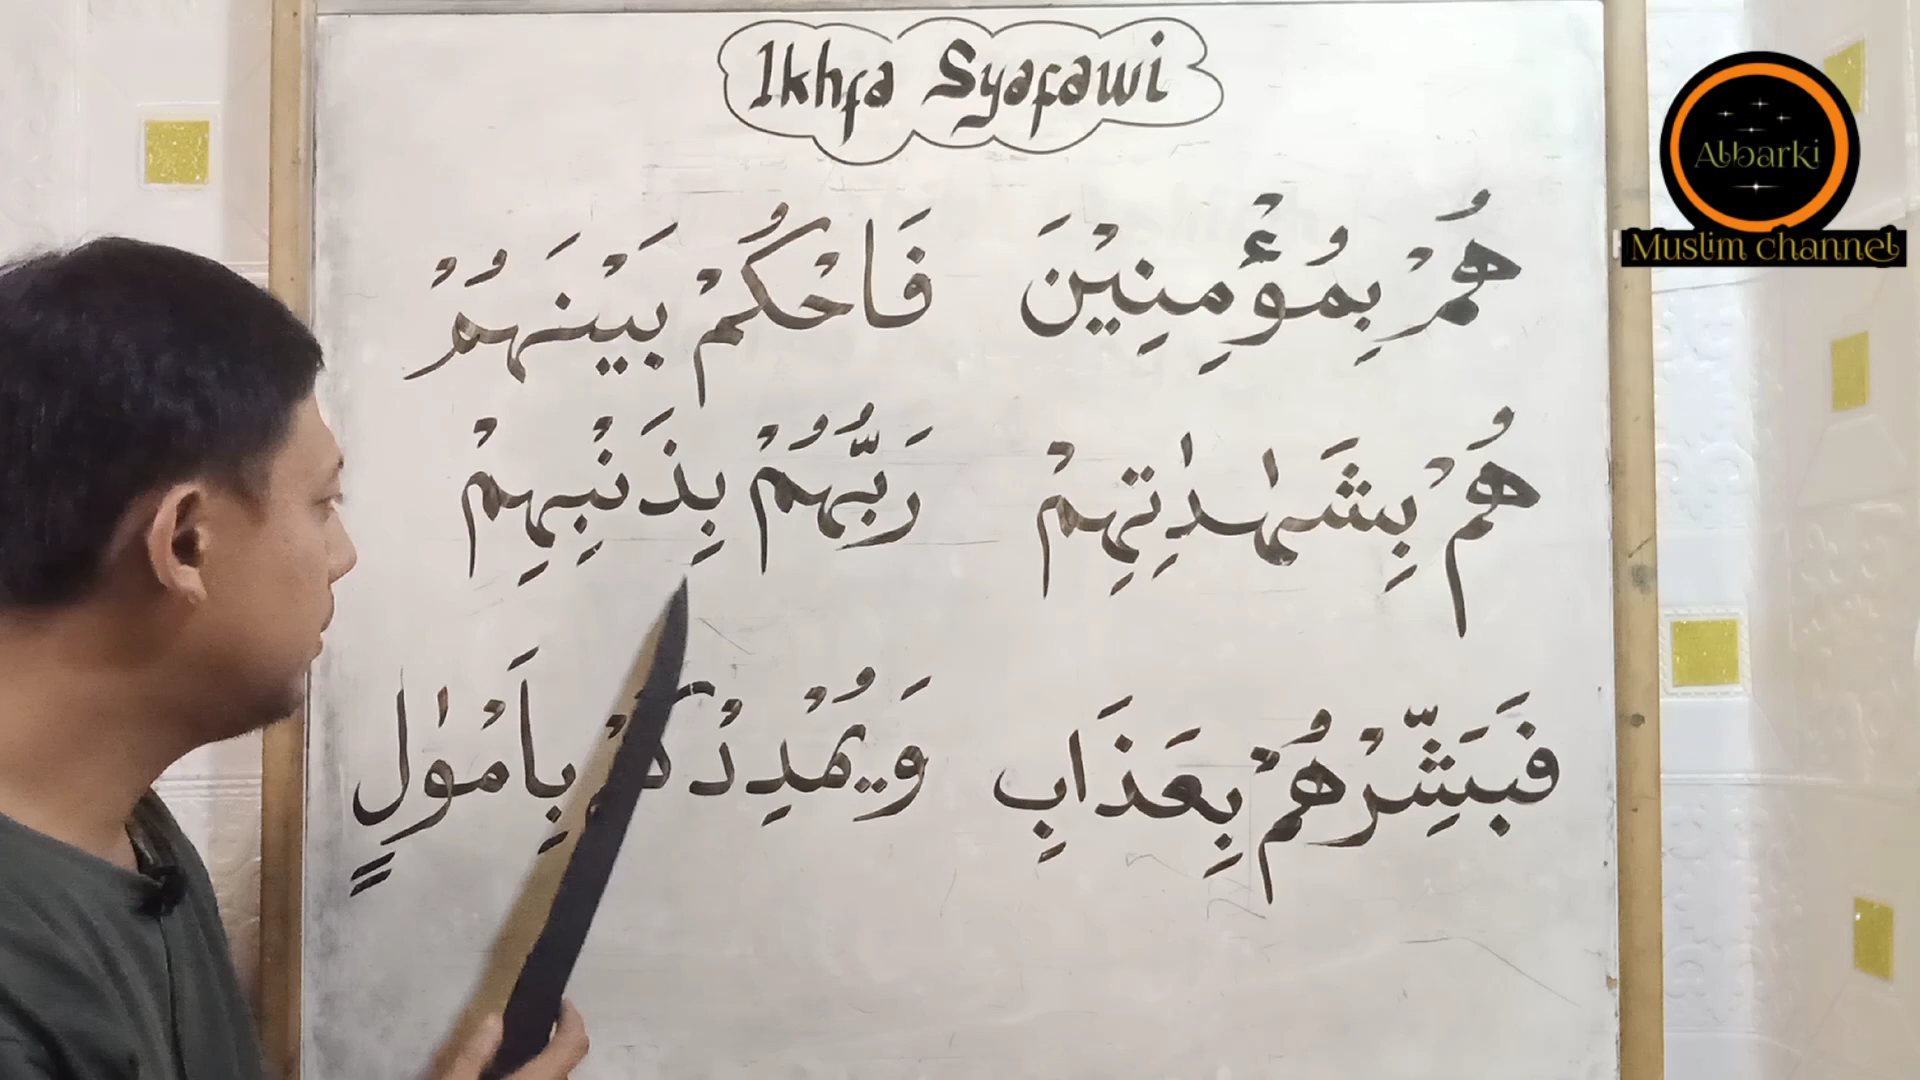 Ikhfa Syafawi
هُمْ بِمُؤْمِنِيْنَ فَاحْكُمْ بَيْنَهُمْ
هُمْ بِشَهٰدٰتِهِمْ رَبُّهُمْ بِذَنْبِهِمْ
فَبَشِّرْهُمْ بِعَذَابِ وَيُمْدِدْكُمْ بِاَمْوٰلٍ
Abbarki
Muslim channel